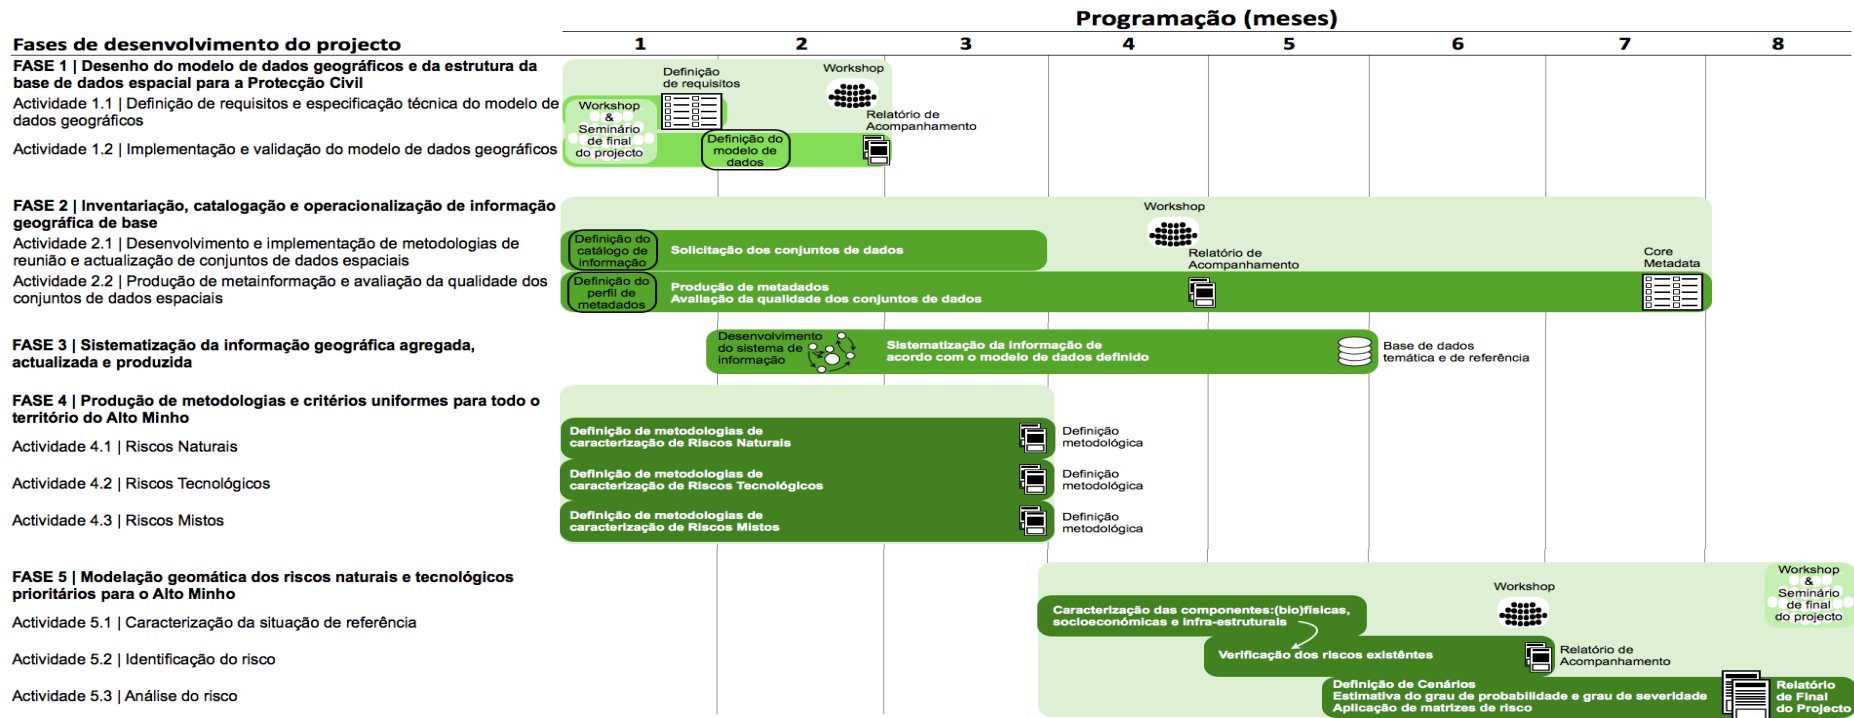 Programação (meses)
Fases de desenvolvimento do projecto
1 2 3 4 5 6 7 8
FASE 1 | Desenho do modelo de dados geográficos e da estrutura da
base de dados espacial para a Protecção Civil
Actividade 1.1 | Definição de requisitos e especificação técnica do modelo de
dados geográficos
Actividade 1.2 | Implementação e validação do modelo de dados geográficos
Workshop
&
Seminário
de final
do projecto
Definição
de requisitos
Definição do
modelo de
dados
Workshop
Relatório de
Acompanhamento
FASE 2 | Inventariação, catalogação e operacionalização de informação
geográfica de base
Actividade 2.1 | Desenvolvimento e implementação de metodologias de
reunião e actualização de conjuntos de dados espaciais
Actividade 2.2 | Produção de metainformação e avaliação da qualidade dos
conjuntos de dados espaciais
Definição do
catálogo de
informação
Solicitação dos conjuntos de dados
Definição do
perfil de
metadados
Produção de metadados
Avaliação da qualidade dos conjuntos de dados
Workshop
Relatório de
Acompanhamento
Core
Metadata
FASE 3 | Sistematização da informação geográfica agregada,
actualizada e produzida
Desenvolvimento
do sistema de
informação
Sistematização da informação de
acordo com o modelo de dados definido
Base de dados
temática e de referência
FASE 4 | Produção de metodologias e critérios uniformes para todo o
território do Alto Minho
Actividade 4.1 | Riscos Naturais
Definição de metodologias de
caracterização de Riscos Naturais
Definição
metodológica
Actividade 4.2 | Riscos Tecnológicos
Definição de metodologias de
caracterização de Riscos Tecnológicos
Definição
metodológica
Actividade 4.3 | Riscos Mistos
Definição de metodologias de
caracterização de Riscos Mistos
Definição
metodológica
FASE 5 | Modelação geomática dos riscos naturais e tecnológicos
prioritários para o Alto Minho
Actividade 5.1 | Caracterização da situação de referência
Caracterização das componentes:(bio)físicas,
socioeconómicas e infra-estruturais
Workshop
Workshop
&
Seminário
de final
do projecto
Actividade 5.2 | Identificação do risco
Verificação dos riscos existêntes
Relatório de
Acompanhamento
Actividade 5.3 | Análise do risco
Definição de Cenários
Estimativa do grau de probabilidade e grau de severidade
Aplicação de matrizes de risco
Relatório
de Final
do Projecto